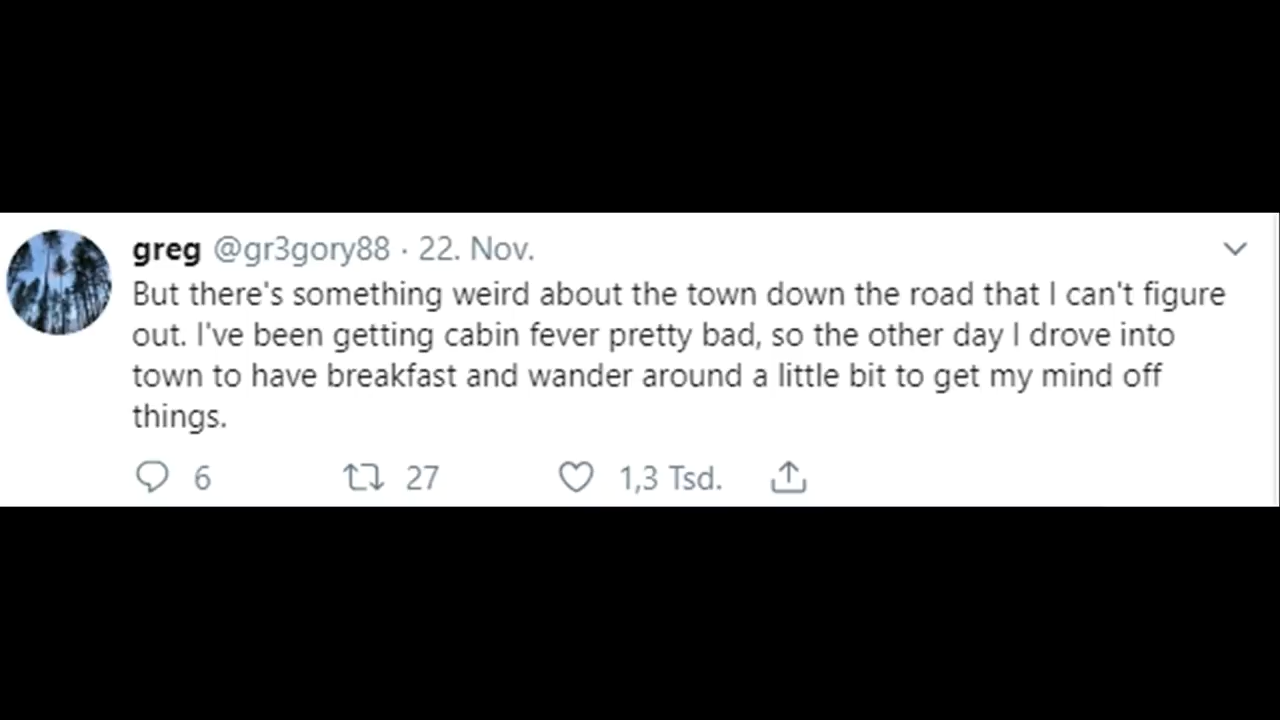 greg @gr3gory88 · 22. Nov.
But there's something weird about the town down the road that I can't figure
out. I've been getting cabin fever pretty bad, so the other day I drove into
town to have breakfast and wander around a little bit to get my mind off
things.
6 27 1,3 Tsd.